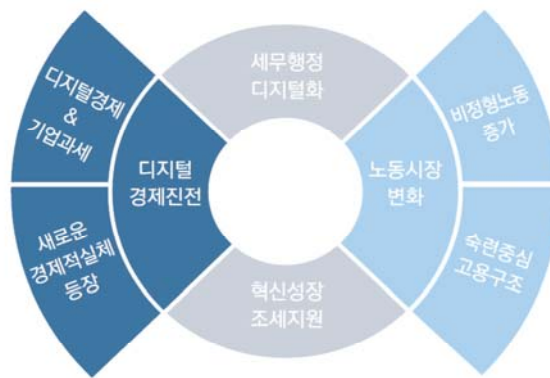 세무행정
디지털화
디지털경제
&
기업과세
디지털
경제진전
새로운
경제적실체
등장
노동시장
변화
비정형노동
증가
숙련중심
고용구조
혁신성장
조세지원